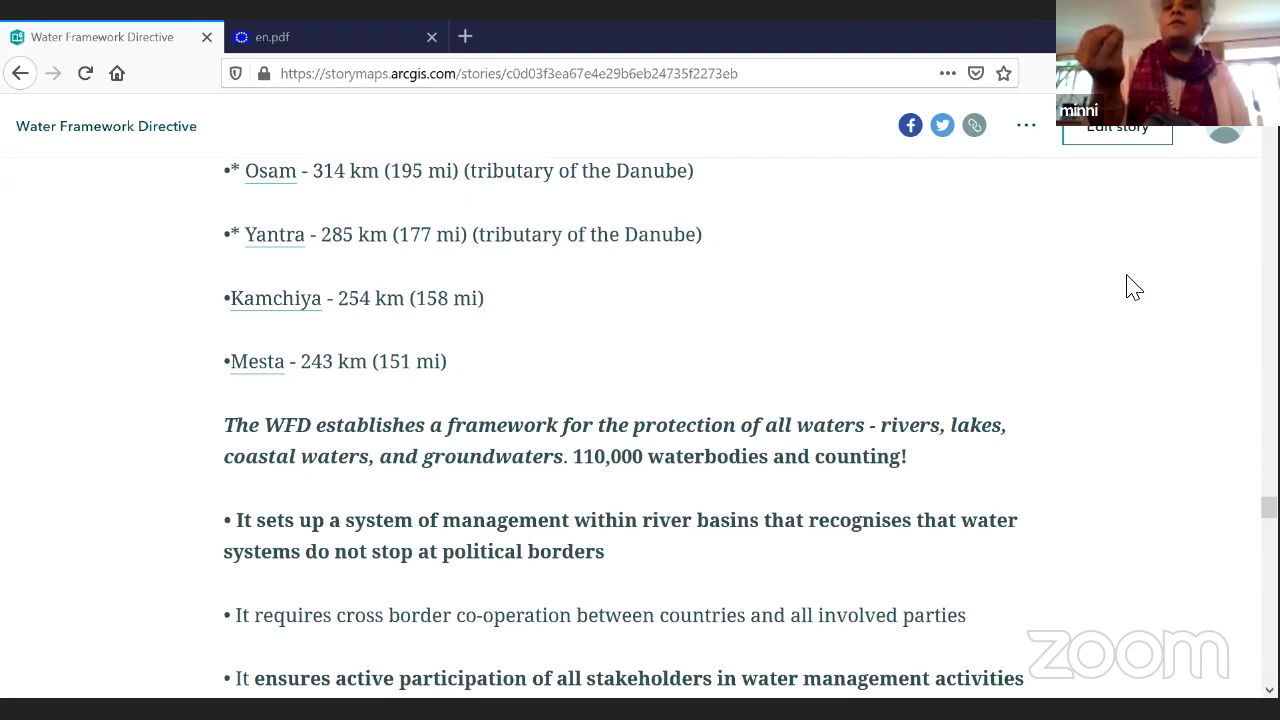 Water Framework Directive
en.pdf
https://storymaps.arcgis.com/stories/c0d03f3ea67e4e29b6eb24735f2273eb
minni
Water Framework Directive
Edit story
•* Osam - 314 km (195 mi) (tributary of the Danube)
•* Yantra - 285 km (177 mi) (tributary of the Danube)
•Kamchiya - 254 km (158 mi)
•Mesta - 243 km (151 mi)
The WFD establishes a framework for the protection of all waters - rivers, lakes,
coastal waters, and groundwaters. 110,000 waterbodies and counting!
• It sets up a system of management within river basins that recognises that water
systems do not stop at political borders
• It requires cross border co-operation between countries and all involved parties
• It ensures active participation of all stakeholders in water management activities
zoom